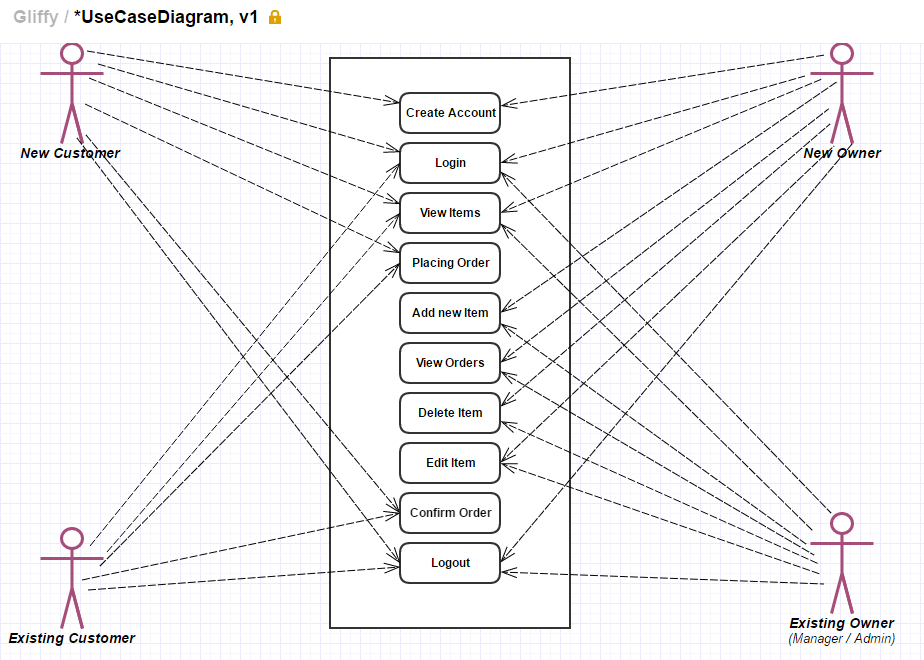 Gliffy / *UseCaseDiagram, v1
Create Account
New Customer
Login
New Owner
View Items
Placing Order
Add new Item
View Orders
Delete Item
Edit Item
Confirm Order
Logout
Existing Customer
Existing Owner
(Manager / Admin)